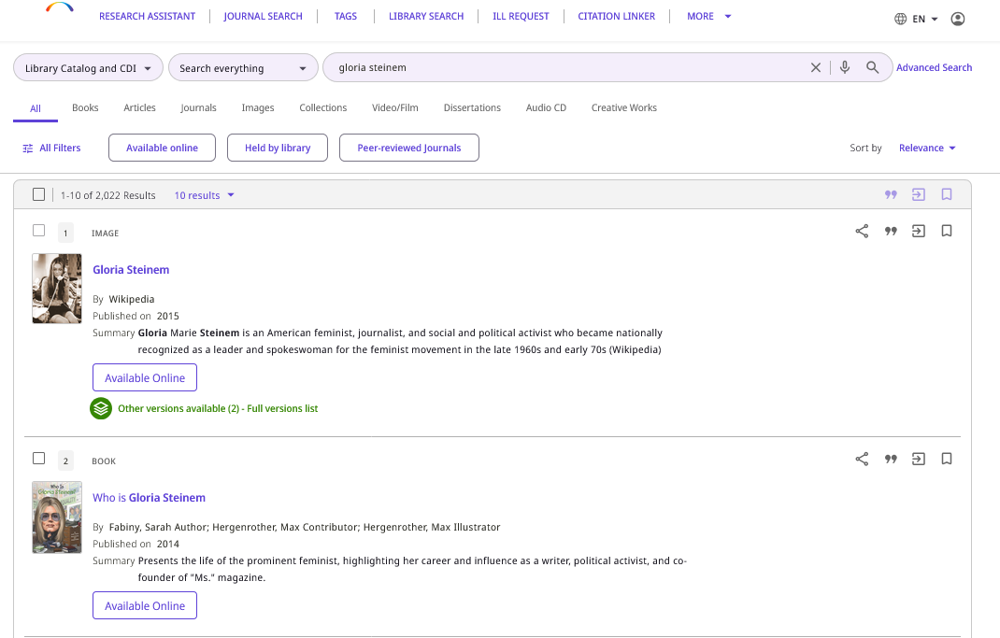 RESEARCH ASSISTANT JOURNAL SEARCH TAGS LIBRARY SEARCH ILL REQUEST CITATION LINKER MORE EN
Library Catalog and CDI Search everything gloria steinem Advanced Search
All Books Articles Journals Images Collections Video/Film Dissertations Audio CD Creative Works
All Filters Available online Held by library Peer-reviewed Journals Sort by Relevance
1-10 of 2,022 Results 10 results
1 IMAGE
Gloria Steinem
By Wikipedia
Published on 2015
Summary Gloria Marie Steinem is an American feminist, journalist, and social and political activist who became nationally
recognized as a leader and spokeswoman for the feminist movement in the late 1960s and early 70s (Wikipedia)
Available Online
Other versions available (2) - Full versions list
2 BOOK
Who Is
Gloria Steinem?
Who is Gloria Steinem
By Fabiny, Sarah Author; Hergenrother, Max Contributor; Hergenrother, Max Illustrator
Published on 2014
Summary Presents the life of the prominent feminist, highlighting her career and influence as a writer, political activist, and co-
founder of "Ms." magazine.
Available Online